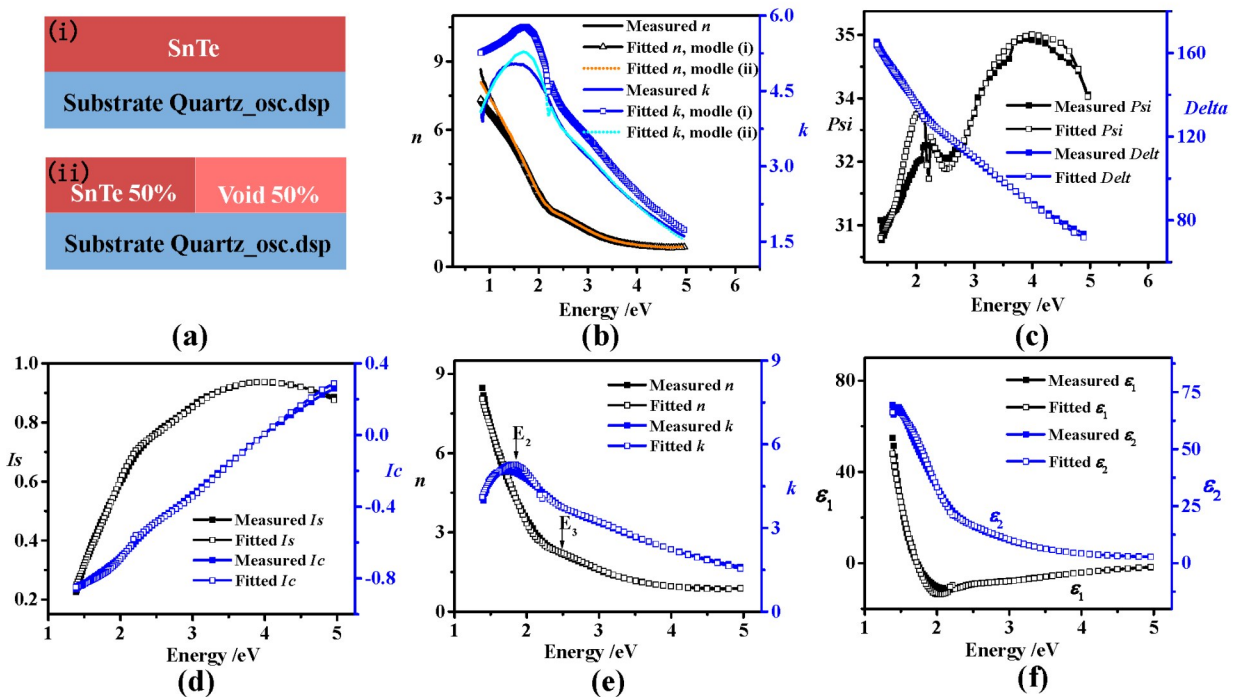 (i)
SnTe
Substrate Quartz_osc.dsp
(ii)
SnTe 50% Void 50%
Substrate Quartz_osc.dsp
(a)
9
6
3
0
n
6.0
4.5
3.0
1.5
k
Measured n
Fitted n, modle (i)
Fitted n, modle (ii)
Measured k
Fitted k, modle (i)
Fitted k, modle (ii)
1 2 3 4 5 6
Energy /eV
(b)
35
34
Psi
32
31
160
Delta
120
80
Measured Psi
Fitted Psi
Measured Delt
Fitted Delt
2 3 4 5 6
Energy /eV
(c)
1.0
0.8
Is
0.6
0.4
0.2
0.4
0.0
Ic
-0.4
-0.8
Measured Is
Fitted Is
Measured Ic
Fitted Ic
1 2 3 4 5
Energy /eV
(d)
9
6
n
3
0
9
6
k
3
0
Measured n
Fitted n
Measured k
Fitted k
E2
E3
1 2 3 4 5
Energy /eV
(e)
80
40
ε1
0
75
50
ε2
25
0
Measured ε1
Fitted ε1
Measured ε2
Fitted ε2
ε2
ε1
1 2 3 4 5
Energy /eV
(f)